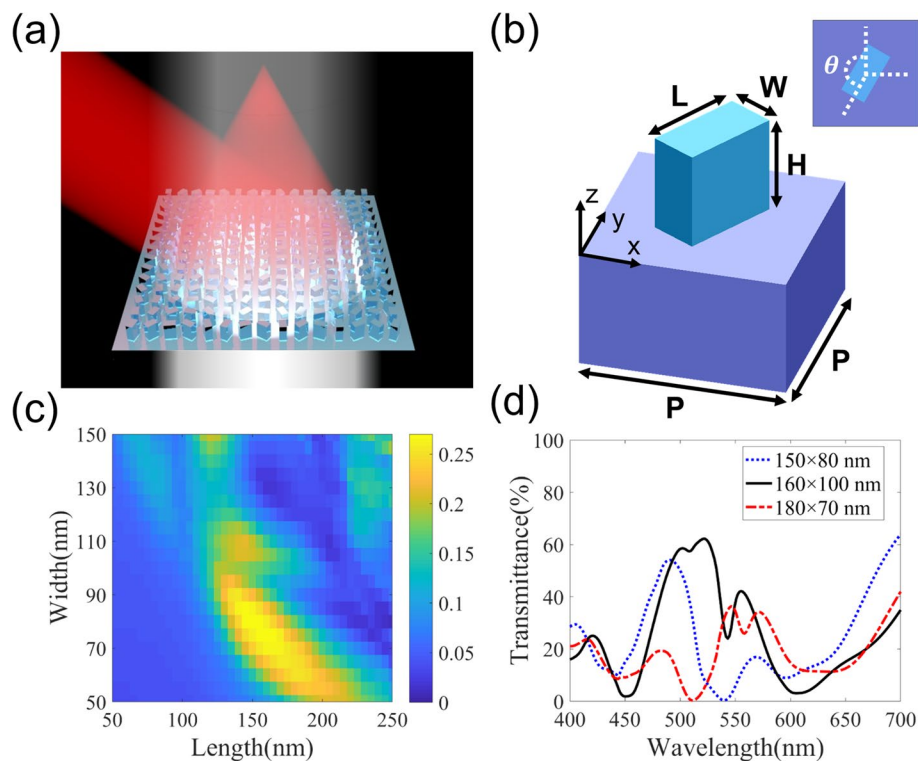 (a)
(b)
θ
L
W
H
z
y
x
P
P
(c)
150
130
110
90
70
50
Width(nm)
50
100
150
200
250
Length(nm)
0.25
0.2
0.15
0.1
0.05
0
(d)
100
80
60
40
20
0
Transmittance(%)
150×80 nm
160×100 nm
180×70 nm
400
450
500
550
600
650
700
Wavelength(nm)